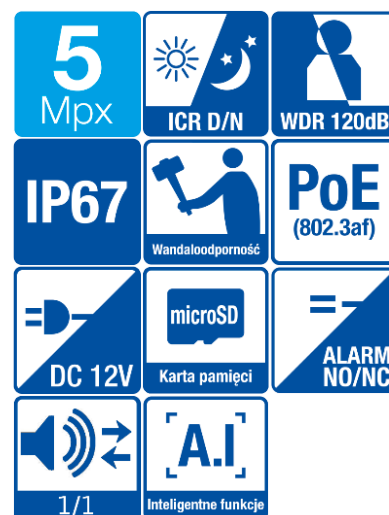 5
Mpx
ICR D/N
WDR 120dB
IP67
Wandaloodporność
PoE
(802.3af)
DC 12V
microSD
Karta pamięci
ALARM
NO/NC
1/1
[A.I]
Inteligentne funkcje